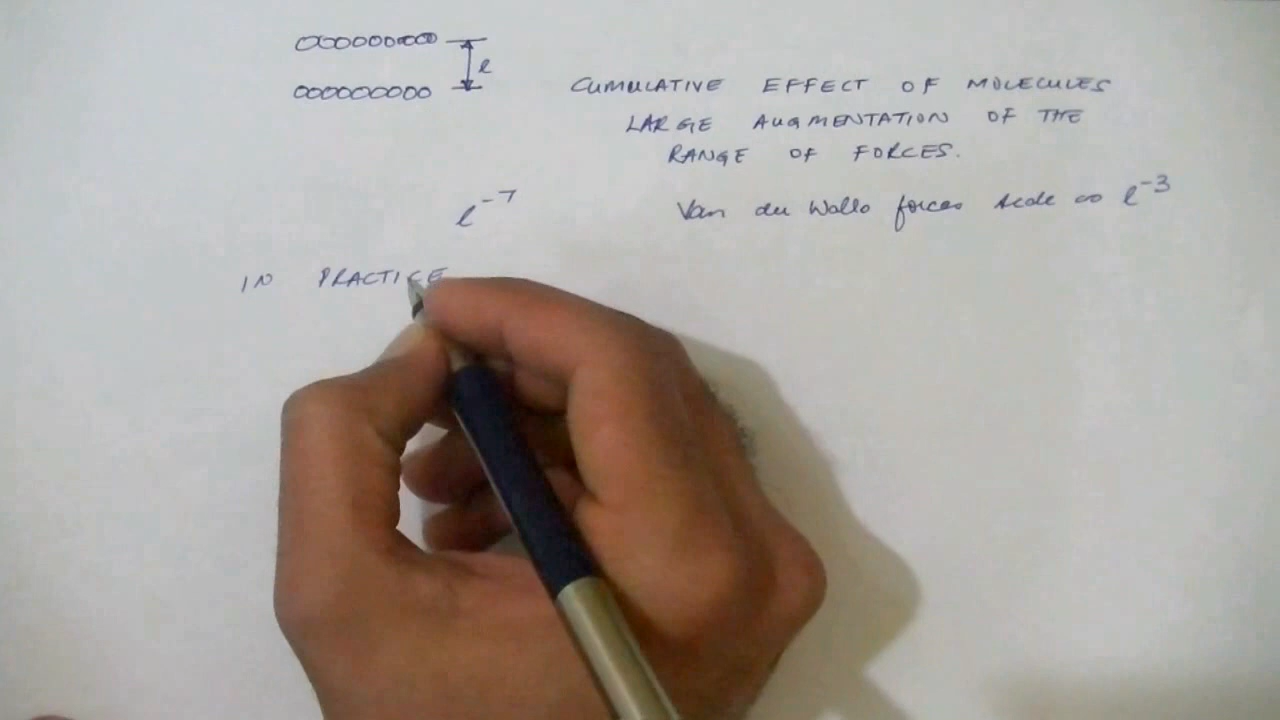 l
CUMULATIVE EFFECT OF MOLECULES
LARGE AUGMENTATION OF THE
RANGE OF FORCES.
l⁻⁷
Van der Walls forces scale as l⁻³
IN PRACTICE